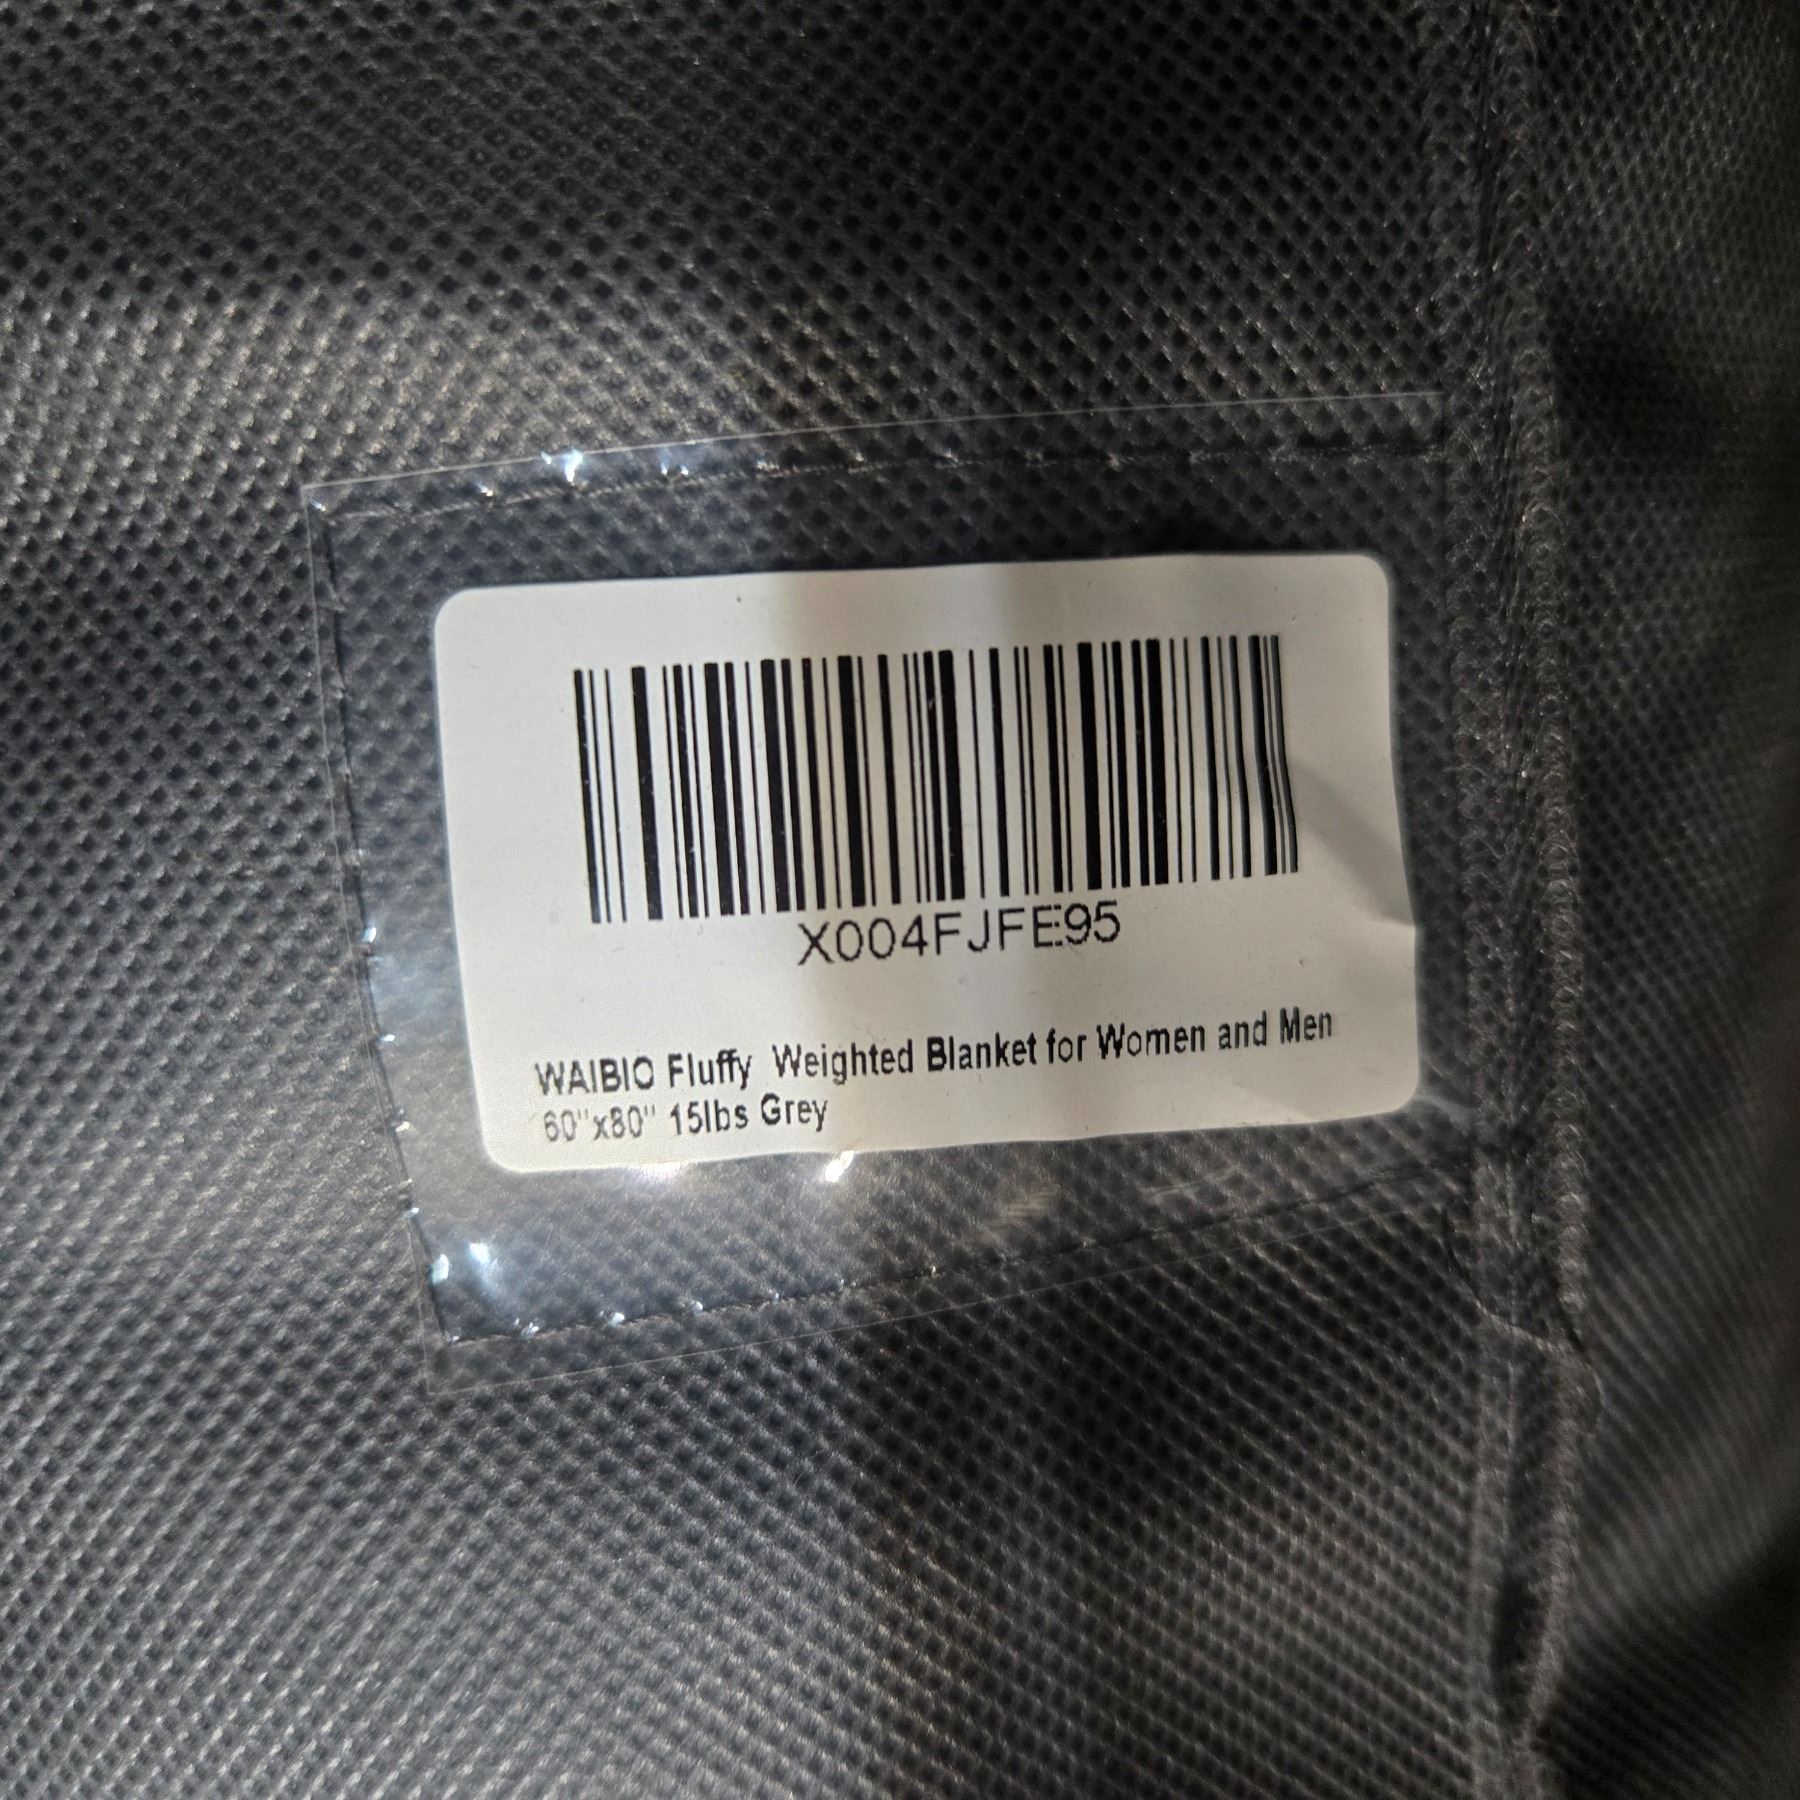 X004FJFE95
WAIBIO Fluffy Weighted Blanket for Women and Men
60"x80" 15lbs Grey